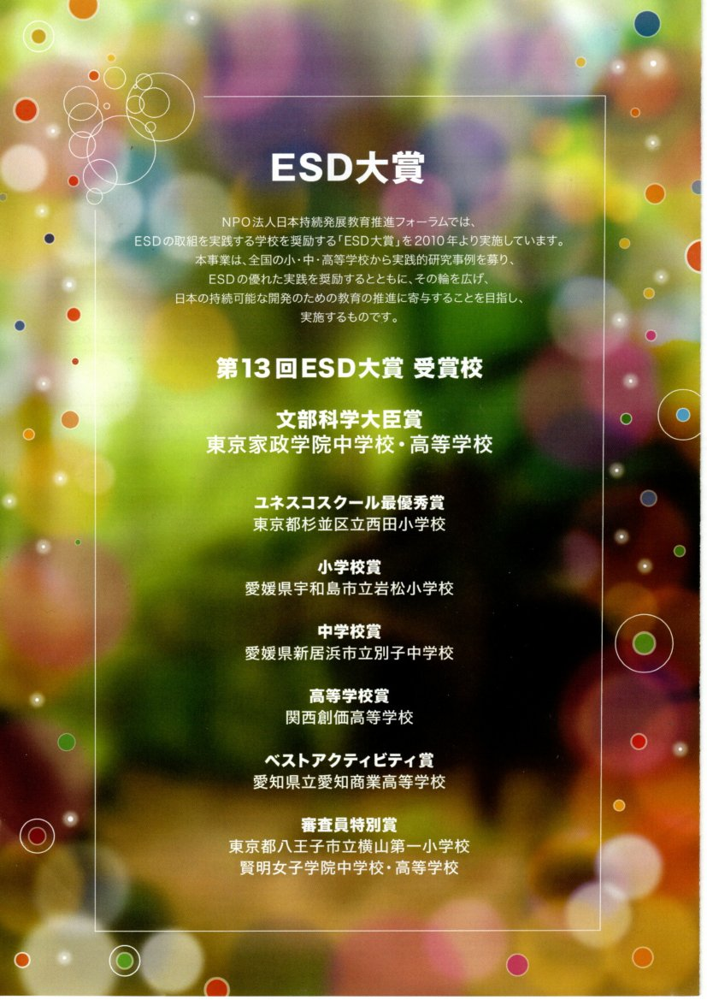 ESD大賞
NPO法人日本持続発展教育推進フォーラムでは、
ESDの取組を実践する学校を奨励する「ESD大賞」を2010年より実施しています。
本事業は、全国の小・中・高等学校から実践的研究事例を募り、
ESDの優れた実践を奨励するとともに、その輪を広げ、
日本の持続可能な開発のための教育の推進に寄与することを目指し、
実施するものです。
第13回ESD大賞 受賞校
文部科学大臣賞
東京家政学院中学校・高等学校
ユネスコスクール最優秀賞
東京都杉並区立西田小学校
小学校賞
愛媛県宇和島市立岩松小学校
中学校賞
愛媛県新居浜市立別子中学校
高等学校賞
関西創価高等学校
ベストアクティビティ賞
愛知県立愛知商業高等学校
審査員特別賞
東京都八王子市立横山第一小学校
賢明女子学院中学校・高等学校